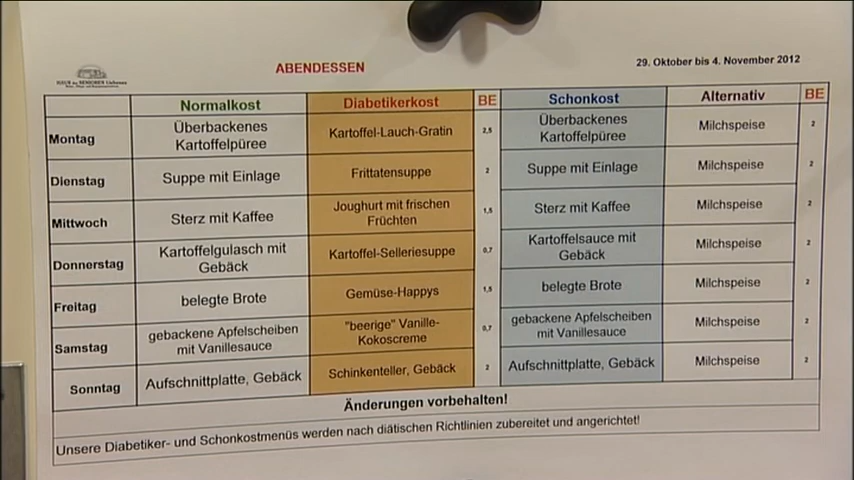 ABENDESSEN
29. Oktober bis 4. November 2012
HAUS der SENIOREN
Normalkost Diabetikerkost BE Schonkost Alternativ BE
Montag Überbackenes Kartoffelpüree Kartoffel-Lauch-Gratin 2,5 Überbackenes Kartoffelpüree Milchspeise 2
Dienstag Suppe mit Einlage Frittatensuppe 2 Suppe mit Einlage Milchspeise 2
Mittwoch Sterz mit Kaffee Joughurt mit frischen Früchten 1,5 Sterz mit Kaffee Milchspeise 2
Donnerstag Kartoffelgulasch mit Gebäck Kartoffel-Selleriesuppe 0,7 Kartoffelsauce mit Gebäck Milchspeise 2
Freitag belegte Brote Gemüse-Happys 1,5 belegte Brote Milchspeise 2
Samstag gebackene Apfelscheiben mit Vanillesauce "beerige" Vanille-Kokoscreme 0,7 gebackene Apfelscheiben mit Vanillesauce Milchspeise 2
Sonntag Aufschnittplatte, Gebäck Schinkenteller, Gebäck 2 Aufschnittplatte, Gebäck Milchspeise 2
Änderungen vorbehalten!
Unsere Diabetiker- und Schonkostmenüs werden nach diätischen Richtlinien zubereitet und angerichtet!